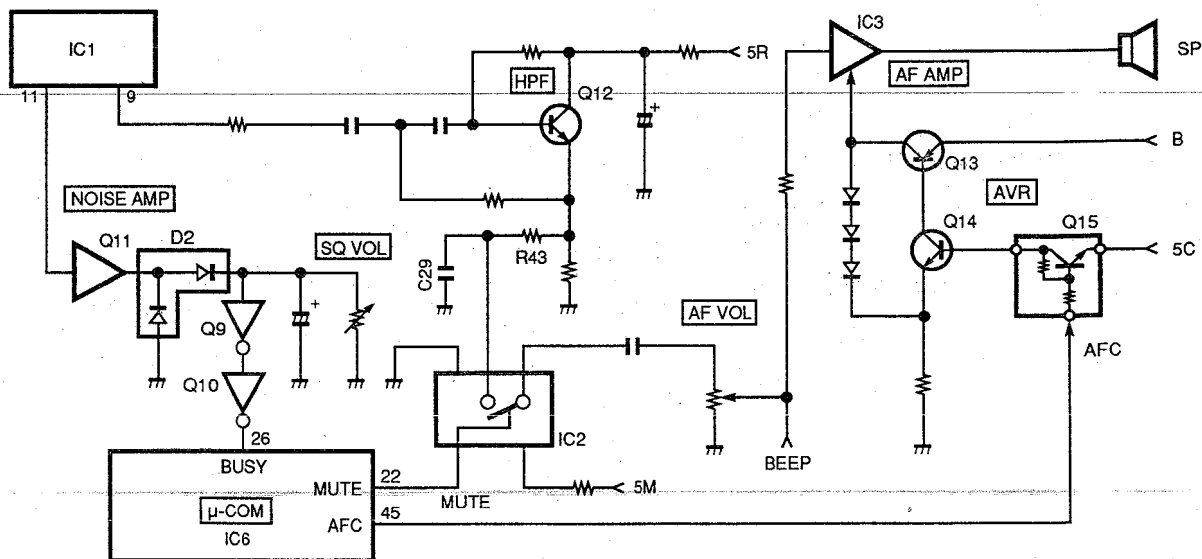 IC1
11
9
HPF
Q12
5R
IC3
AF AMP
SP
Q13
B
AVR
Q14
Q15
5C
AFC
NOISE AMP
Q11
D2
SQ VOL
+
+
C29
R43
Q9
Q10
AF VOL
IC2
BEEP
26
BUSY
MUTE
22
MUTE
5M
µ-COM
AFC
45
IC6